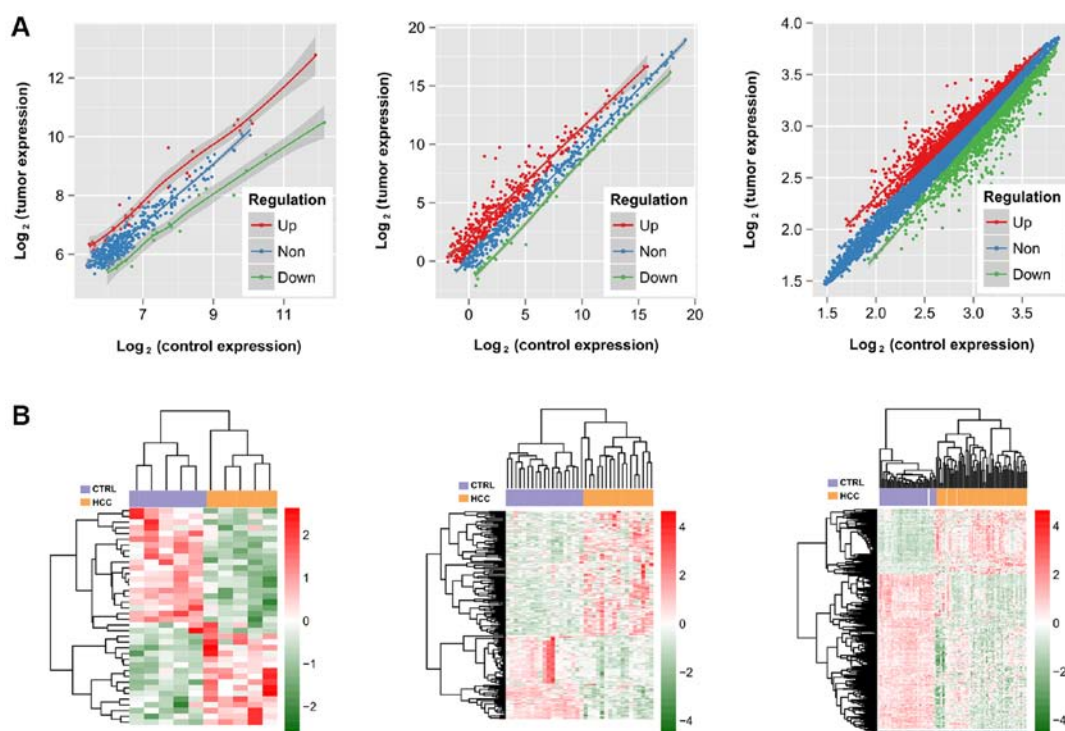 A
Log2 (tumor expression)
12
10
8
6
7
9
11
Log2 (control expression)
Regulation
Up
Non
Down
Log2 (tumor expression)
20
15
10
5
0
0
5
10
15
20
Log2 (control expression)
Regulation
Up
Non
Down
Log2 (tumor expression)
4.0
3.5
3.0
2.5
2.0
1.5
1.5
2.0
2.5
3.0
3.5
Log2 (control expression)
Regulation
Up
Non
Down
B
CTRL
HCC
2
1
0
−1
−2
CTRL
HCC
4
2
0
−2
−4
CTRL
HCC
4
2
0
−2
−4